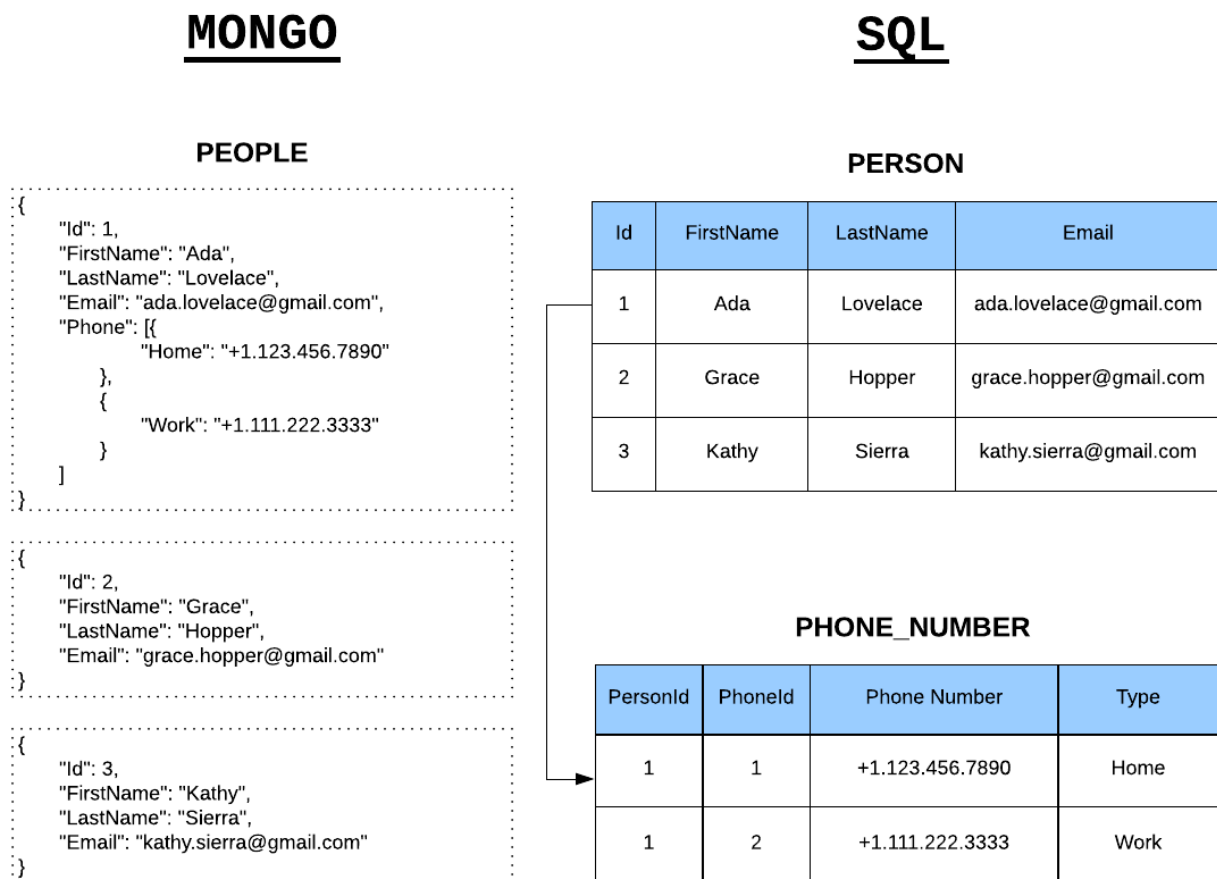 MONGO
PEOPLE
{
"Id": 1,
"FirstName": "Ada",
"LastName": "Lovelace",
"Email": "ada.lovelace@gmail.com",
"Phone": [{
"Home": "+1.123.456.7890"
},
{
"Work": "+1.111.222.3333"
}
]
}
{
"Id": 2,
"FirstName": "Grace",
"LastName": "Hopper",
"Email": "grace.hopper@gmail.com"
}
{
"Id": 3,
"FirstName": "Kathy",
"LastName": "Sierra",
"Email": "kathy.sierra@gmail.com"
}
SQL
PERSON
Id FirstName LastName Email
1 Ada Lovelace ada.lovelace@gmail.com
2 Grace Hopper grace.hopper@gmail.com
3 Kathy Sierra kathy.sierra@gmail.com
PHONE_NUMBER
PersonId PhoneId Phone Number Type
1 1 +1.123.456.7890 Home
1 2 +1.111.222.3333 Work